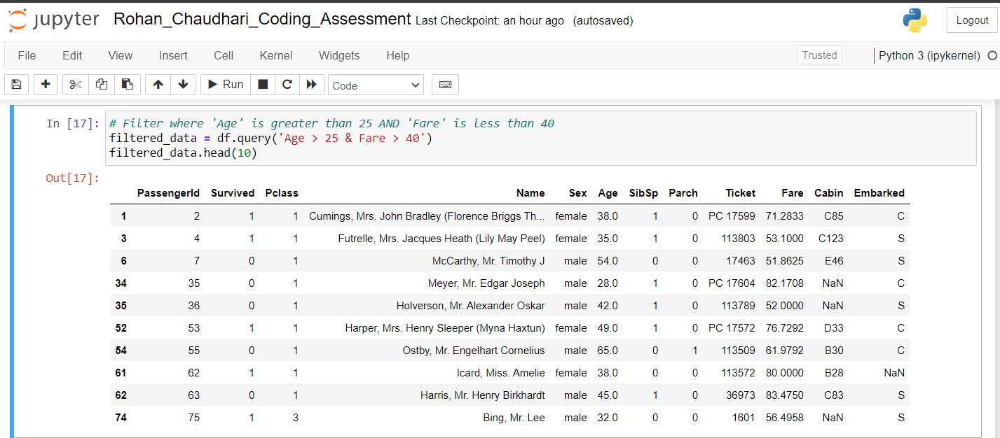 jupyter Rohan_Chaudhari_Coding_Assessment Last Checkpoint: an hour ago (autosaved) Logout
File Edit View Insert Cell Kernel Widgets Help Trusted Python 3 (ipykernel)
Run Code
In [17]: # Filter where 'Age' is greater than 25 AND 'Fare' is less than 40
filtered_data = df.query('Age > 25 & Fare > 40')
filtered_data.head(10)
Out[17]:
PassengerId Survived Pclass Name Sex Age SibSp Parch Ticket Fare Cabin Embarked
1 2 1 1 Cumings, Mrs. John Bradley (Florence Briggs Th... female 38.0 1 0 PC 17599 71.2833 C85 C
3 4 1 1 Futrelle, Mrs. Jacques Heath (Lily May Peel) female 35.0 1 0 113803 53.1000 C123 S
6 7 0 1 McCarthy, Mr. Timothy J male 54.0 0 0 17463 51.8625 E46 S
34 35 0 1 Meyer, Mr. Edgar Joseph male 28.0 1 0 PC 17604 82.1708 NaN C
35 36 0 1 Holverson, Mr. Alexander Oskar male 42.0 1 0 113789 52.0000 NaN S
52 53 1 1 Harper, Mrs. Henry Sleeper (Myna Haxtun) female 49.0 1 0 PC 17572 76.7292 D33 C
54 55 0 1 Ostby, Mr. Engelhart Cornelius male 65.0 0 1 113509 61.9792 B30 C
61 62 1 1 Icard, Miss. Amelie female 38.0 0 0 113572 80.0000 B28 NaN
62 63 0 1 Harris, Mr. Henry Birkhardt male 45.0 1 0 36973 83.4750 C83 S
74 75 1 3 Bing, Mr. Lee male 32.0 0 0 1601 56.4958 NaN S